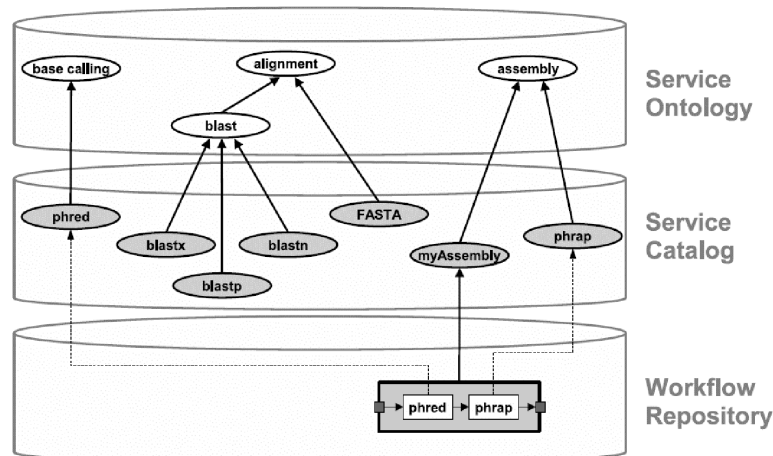 base calling
alignment
assembly
blast
Service
Ontology
phred
blastx
blastn
blastp
FASTA
myAssembly
phrap
Service
Catalog
phred
phrap
Workflow
Repository